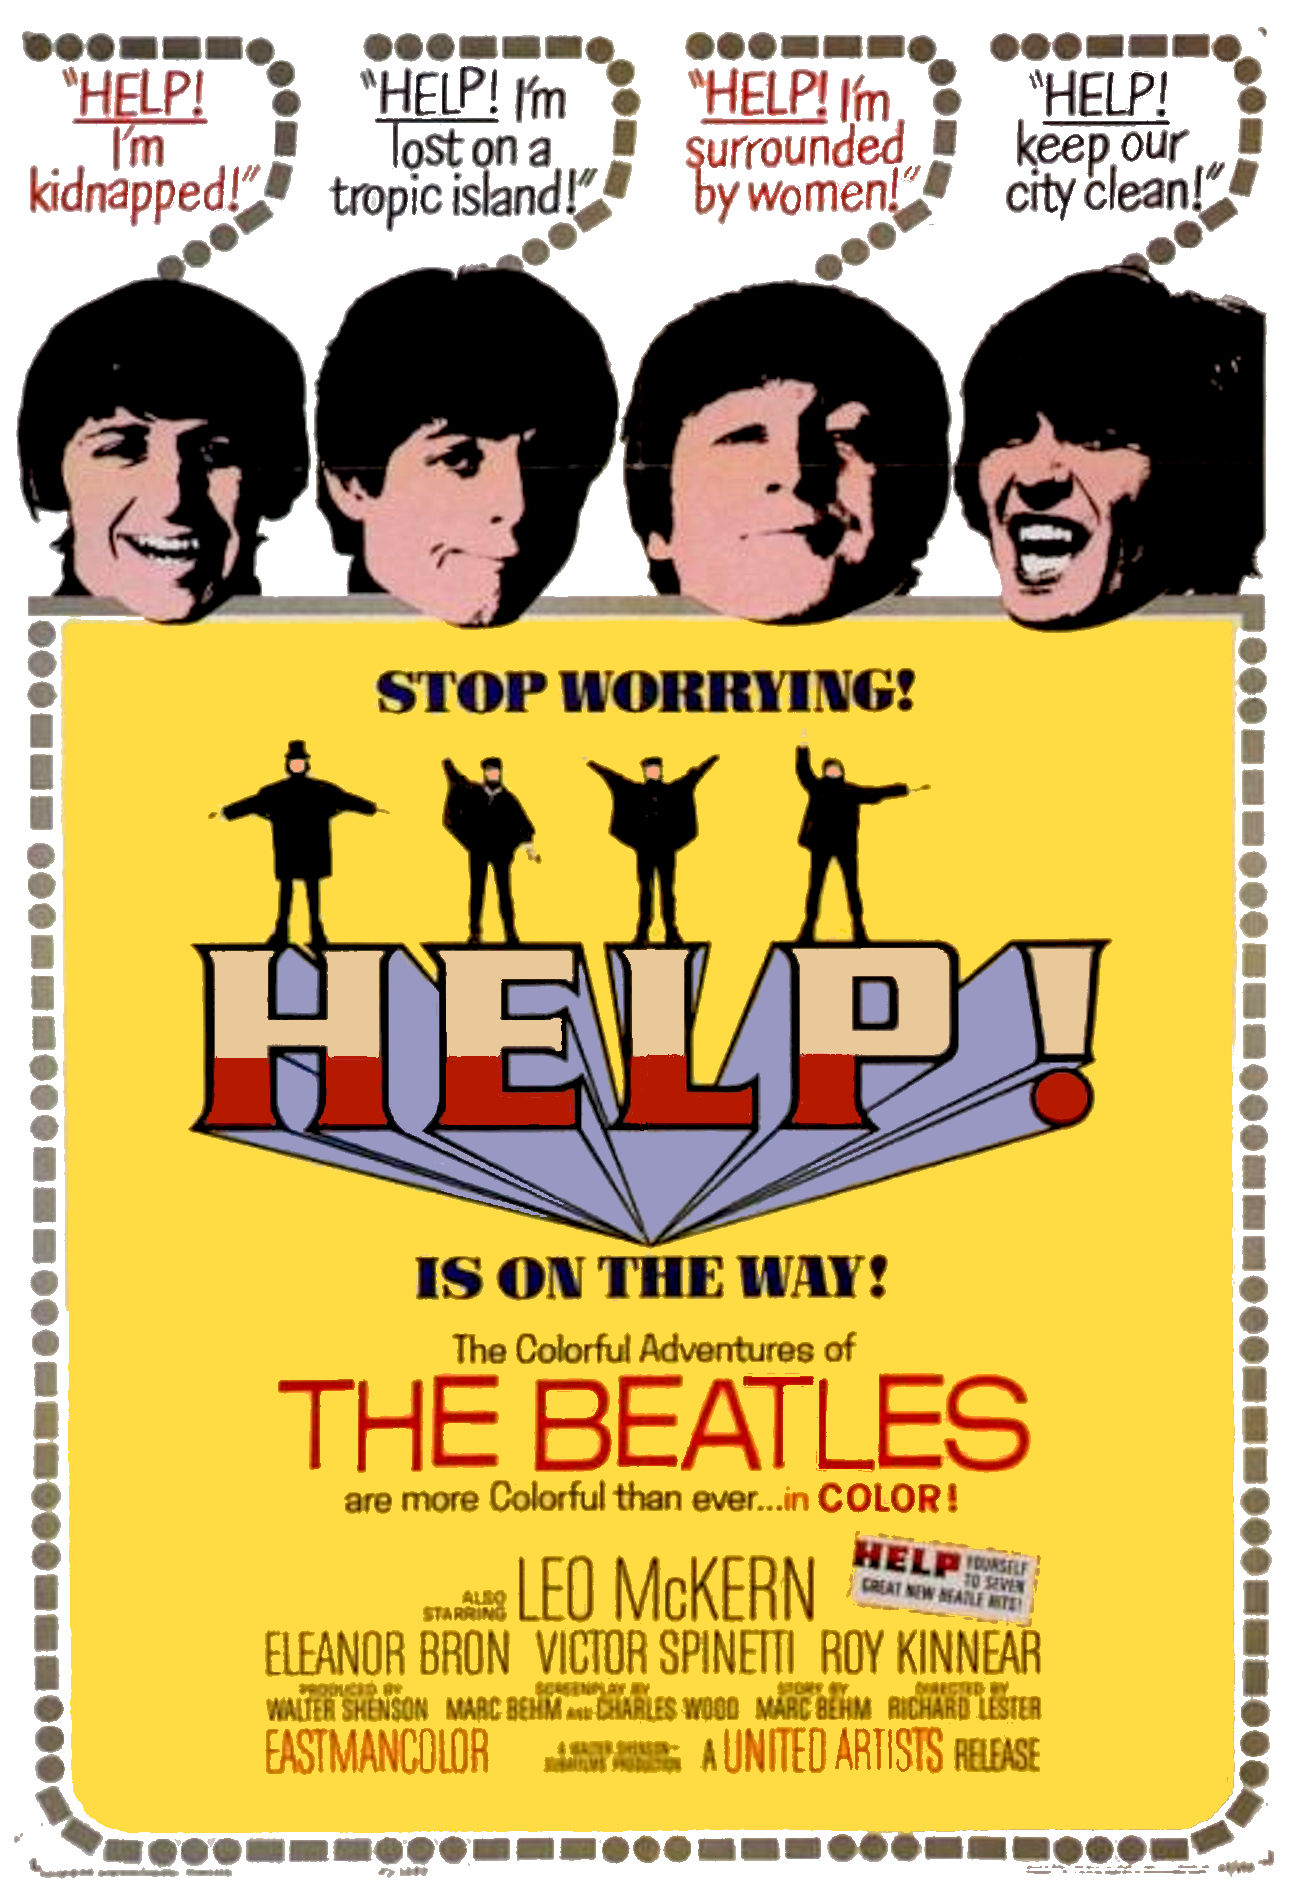 "HELP!
I'm
kidnapped!"
"HELP! I'm
lost on a
tropic island!"
"HELP! I'm
surrounded
by women!"
"HELP!
keep our
city clean!"
STOP WORRYING!
HELP!
IS ON THE WAY!
The Colorful Adventures of
THE BEATLES
are more Colorful than ever...in COLOR!
HELP YOURSELF
TO SEVEN
GREAT NEW BEATLE HITS!
ALSO
STARRING LEO McKERN
ELEANOR BRON VICTOR SPINETTI ROY KINNEAR
PRODUCED BY SCREENPLAY BY STORY BY DIRECTED BY
WALTER SHENSON MARC BEHM AND CHARLES WOOD MARC BEHM RICHARD LESTER
EASTMANCOLOR A WALTER SHENSON-
SUBAFILMS PRODUCTION A UNITED ARTISTS RELEASE